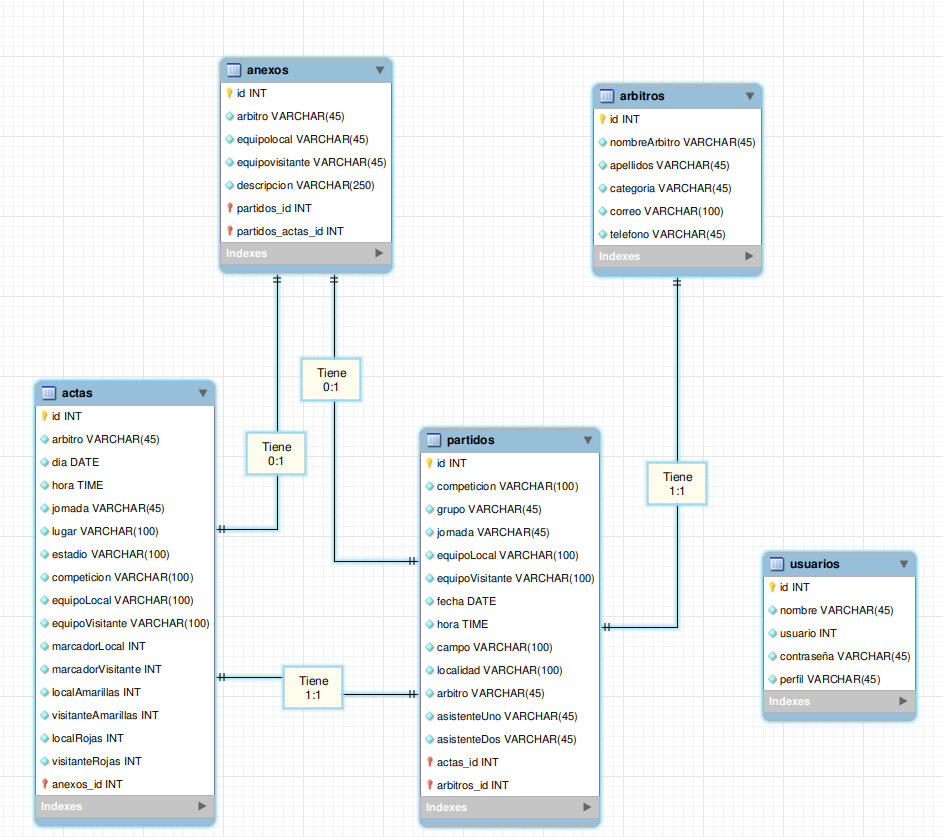 anexos
id INT
arbitro VARCHAR(45)
equipolocal VARCHAR(45)
equipovisitante VARCHAR(45)
descripcion VARCHAR(250)
partidos_id INT
partidos_actas_id INT
Indexes
arbitros
id INT
nombreArbitro VARCHAR(45)
apellidos VARCHAR(45)
categoria VARCHAR(45)
correo VARCHAR(100)
telefono VARCHAR(45)
Indexes
Tiene
0:1
Tiene
0:1
Tiene
1:1
Tiene
1:1
actas
id INT
arbitro VARCHAR(45)
dia DATE
hora TIME
jornada VARCHAR(45)
lugar VARCHAR(100)
estadio VARCHAR(100)
competicion VARCHAR(100)
equipoLocal VARCHAR(100)
equipoVisitante VARCHAR(100)
marcadorLocal INT
marcadorVisitante INT
localAmarillas INT
visitanteAmarillas INT
localRojas INT
visitanteRojas INT
anexos_id INT
Indexes
partidos
id INT
competicion VARCHAR(100)
grupo VARCHAR(45)
jornada VARCHAR(45)
equipoLocal VARCHAR(100)
equipoVisitante VARCHAR(100)
fecha DATE
hora TIME
campo VARCHAR(100)
localidad VARCHAR(100)
arbitro VARCHAR(45)
asistenteUno VARCHAR(45)
asistenteDos VARCHAR(45)
actas_id INT
arbitros_id INT
Indexes
usuarios
id INT
nombre VARCHAR(45)
usuario INT
contraseña VARCHAR(45)
perfil VARCHAR(45)
Indexes